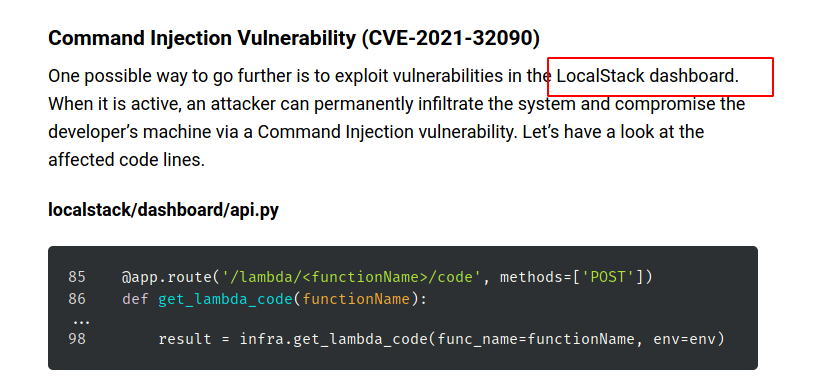 Command Injection Vulnerability (CVE-2021-32090)
One possible way to go further is to exploit vulnerabilities in the LocalStack dashboard.
When it is active, an attacker can permanently infiltrate the system and compromise the
developer’s machine via a Command Injection vulnerability. Let’s have a look at the
affected code lines.
localstack/dashboard/api.py
85 @app.route('/lambda/<functionName>/code', methods=['POST'])
86 def get_lambda_code(functionName):
...
98 result = infra.get_lambda_code(func_name=functionName, env=env)